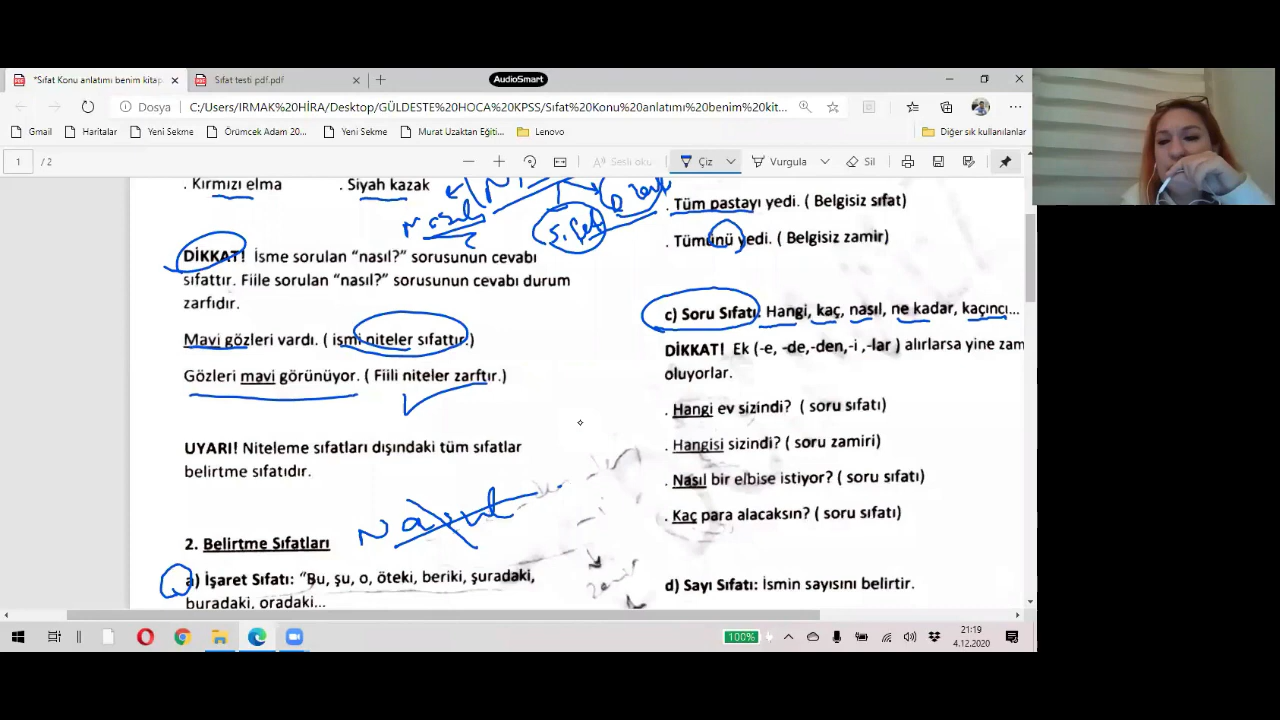 AudioSmart
*Sıfat Konu anlatımı benim kitap
Sıfat testi pdf.pdf
Dosya
C:/Users/IRMAK%20HİRA/Desktop/GÜLDESTE%20HOCA%20KPSS/Sıfat%20Konu%20anlatımı%20benim%20kit...
Gmail
Haritalar
Yeni Sekme
Örümcek Adam 20...
Yeni Sekme
Murat Uzaktan Eğiti...
Lenovo
Diğer sık kullanılanlar
1 / 2
Sesli oku
Çiz
Vurgula
Sil
. Kırmızı elma
. Siyah kazak
Nasıl
Sıfat
DİKKAT! İsme sorulan “nasıl?” sorusunun cevabı
sıfattır. Fiile sorulan “nasıl?” sorusunun cevabı durum
zarfıdır.
Mavi gözleri vardı. ( ismi niteler sıfattır.)
Gözleri mavi görünüyor. ( Fiili niteler zarftır.)
UYARI! Niteleme sıfatları dışındaki tüm sıfatlar
belirtme sıfatıdır.
Nasıl
2. Belirtme Sıfatları
a) İşaret Sıfatı: “Bu, şu, o, öteki, beriki, şuradaki,
buradaki, oradaki...
. Tüm pastayı yedi. ( Belgisiz sıfat)
. Tümünü yedi. ( Belgisiz zamir)
c) Soru Sıfatı: Hangi, kaç, nasıl, ne kadar, kaçıncı...
DİKKAT! Ek (-e, -de,-den,-i ,-lar ) alırlarsa yine zam
oluyorlar.
. Hangi ev sizindi? ( soru sıfatı)
. Hangisi sizindi? ( soru zamiri)
. Nasıl bir elbise istiyor? ( soru sıfatı)
. Kaç para alacaksın? ( soru sıfatı)
zamir
d) Sayı Sıfatı: İsmin sayısını belirtir.
100%
21:19
4.12.2020